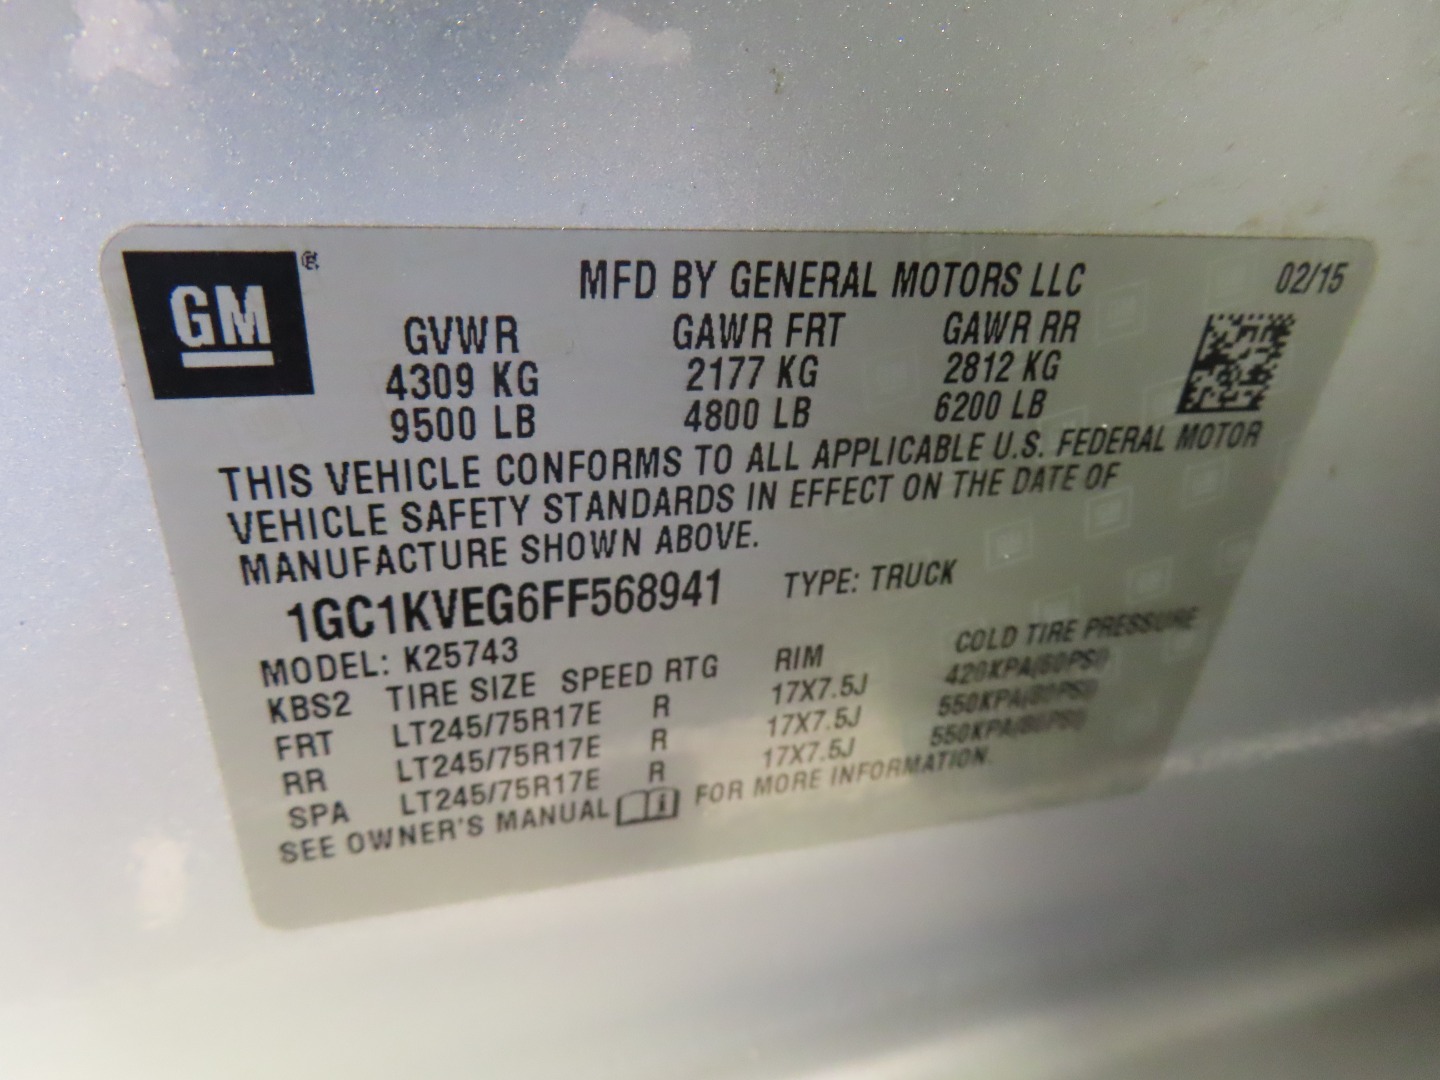 GM ®
MFD BY GENERAL MOTORS LLC 02/15
GVWR GAWR FRT GAWR RR
4309 KG 2177 KG 2812 KG
9500 LB 4800 LB 6200 LB
THIS VEHICLE CONFORMS TO ALL APPLICABLE U.S. FEDERAL MOTOR
VEHICLE SAFETY STANDARDS IN EFFECT ON THE DATE OF
MANUFACTURE SHOWN ABOVE.
1GC1KVEG6FF568941 TYPE: TRUCK
MODEL: K25743
KBS2 TIRE SIZE SPEED RTG RIM COLD TIRE PRESSURE
FRT LT245/75R17E R 17X7.5J 420KPA(60PSI)
RR LT245/75R17E R 17X7.5J 550KPA(80PSI)
SPA LT245/75R17E R 17X7.5J 550KPA(80PSI)
SEE OWNER'S MANUAL FOR MORE INFORMATION.